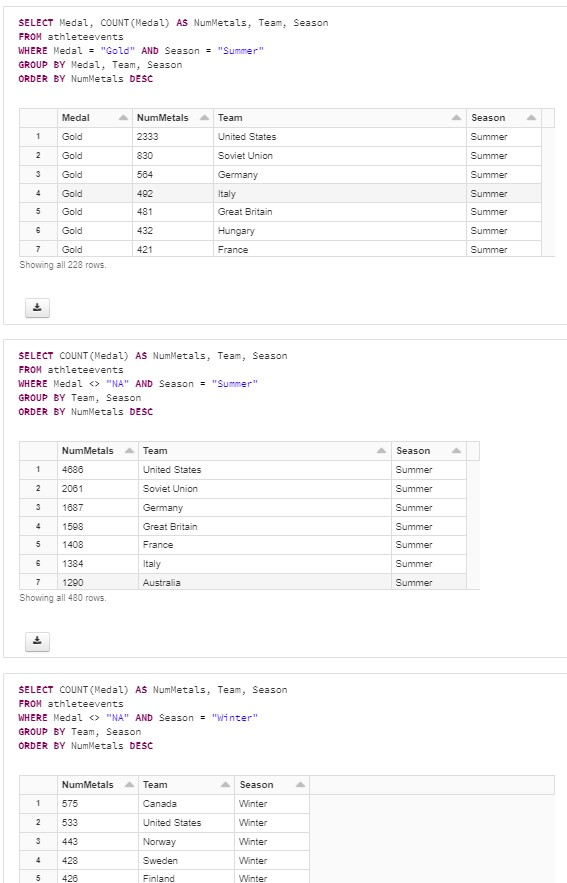 SELECT Medal, COUNT(Medal) AS NumMetals, Team, Season
FROM athleteevents
WHERE Medal = "Gold" AND Season = "Summer"
GROUP BY Medal, Team, Season
ORDER BY NumMetals DESC
Medal NumMetals Team Season
1 Gold 2333 United States Summer
2 Gold 830 Soviet Union Summer
3 Gold 564 Germany Summer
4 Gold 492 Italy Summer
5 Gold 481 Great Britain Summer
6 Gold 432 Hungary Summer
7 Gold 421 France Summer
Showing all 228 rows.
SELECT COUNT(Medal) AS NumMetals, Team, Season
FROM athleteevents
WHERE Medal <> "NA" AND Season = "Summer"
GROUP BY Team, Season
ORDER BY NumMetals DESC
NumMetals Team Season
1 4686 United States Summer
2 2061 Soviet Union Summer
3 1687 Germany Summer
4 1598 Great Britain Summer
5 1408 France Summer
6 1384 Italy Summer
7 1290 Australia Summer
Showing all 480 rows.
SELECT COUNT(Medal) AS NumMetals, Team, Season
FROM athleteevents
WHERE Medal <> "NA" AND Season = "Winter"
GROUP BY Team, Season
ORDER BY NumMetals DESC
NumMetals Team Season
1 575 Canada Winter
2 533 United States Winter
3 443 Norway Winter
4 428 Sweden Winter
5 426 Finland Winter